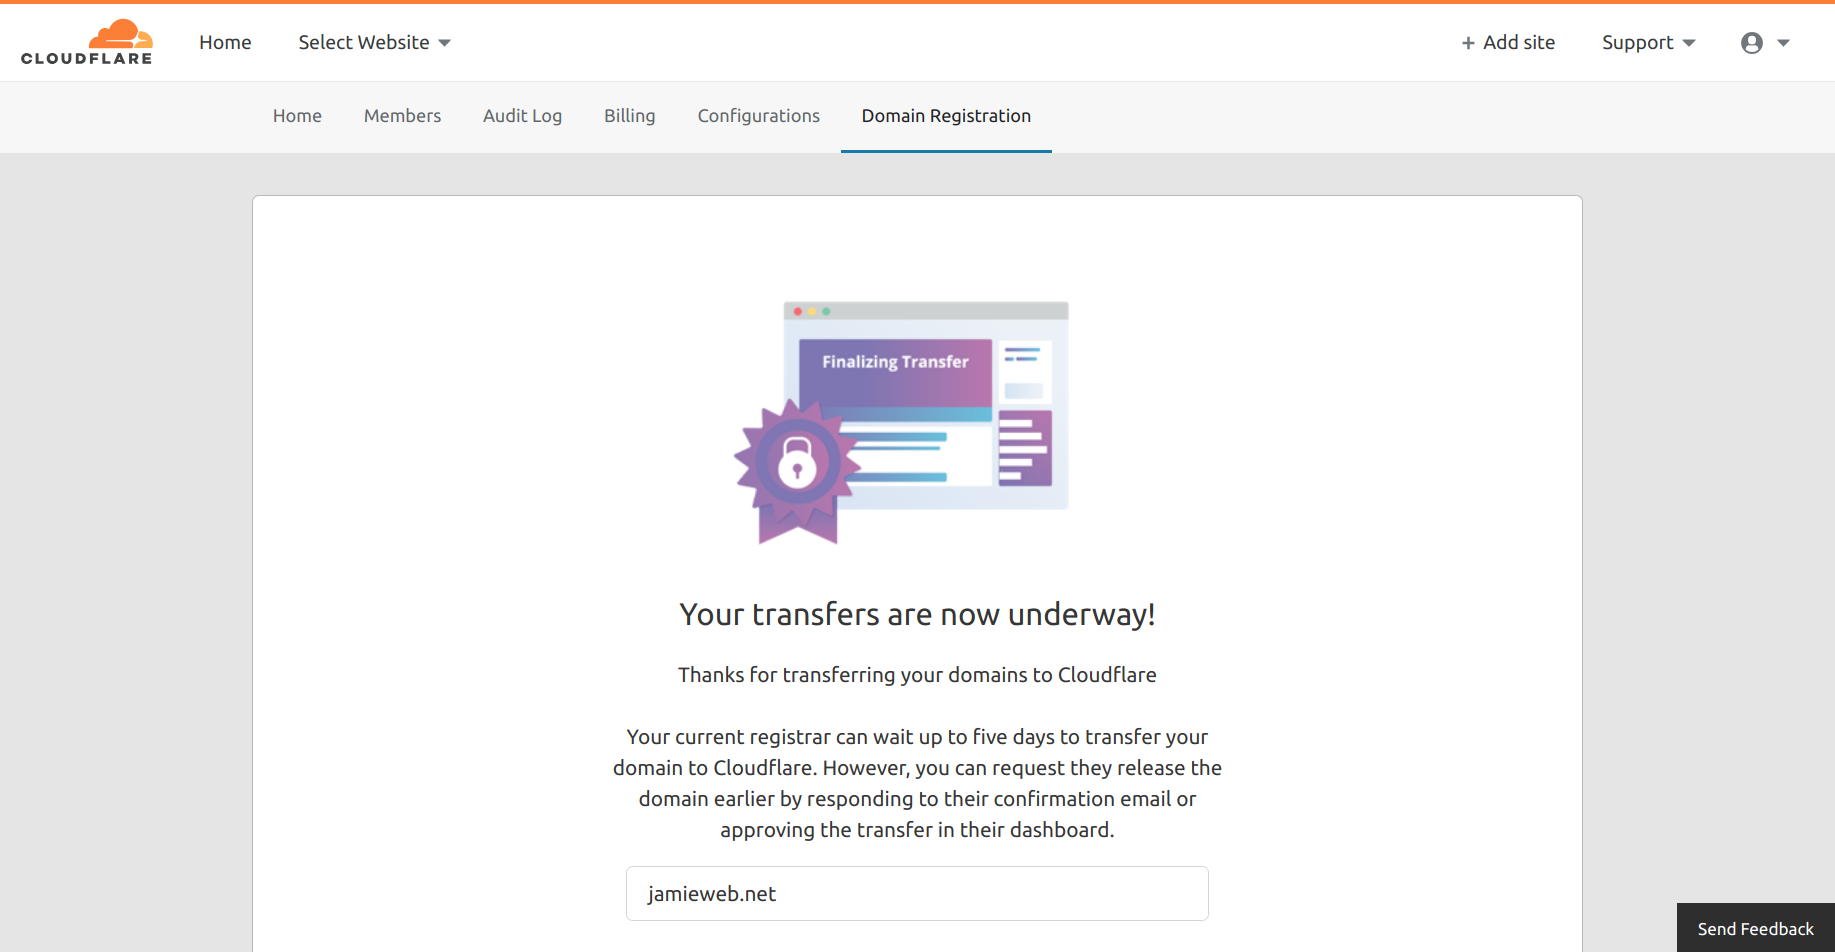 CLOUDFLARE
Home
Select Website
+ Add site
Support
Home
Members
Audit Log
Billing
Configurations
Domain Registration
Finalizing Transfer
Your transfers are now underway!
Thanks for transferring your domains to Cloudflare
Your current registrar can wait up to five days to transfer your
domain to Cloudflare. However, you can request they release the
domain earlier by responding to their confirmation email or
approving the transfer in their dashboard.
jamieweb.net
Send Feedback